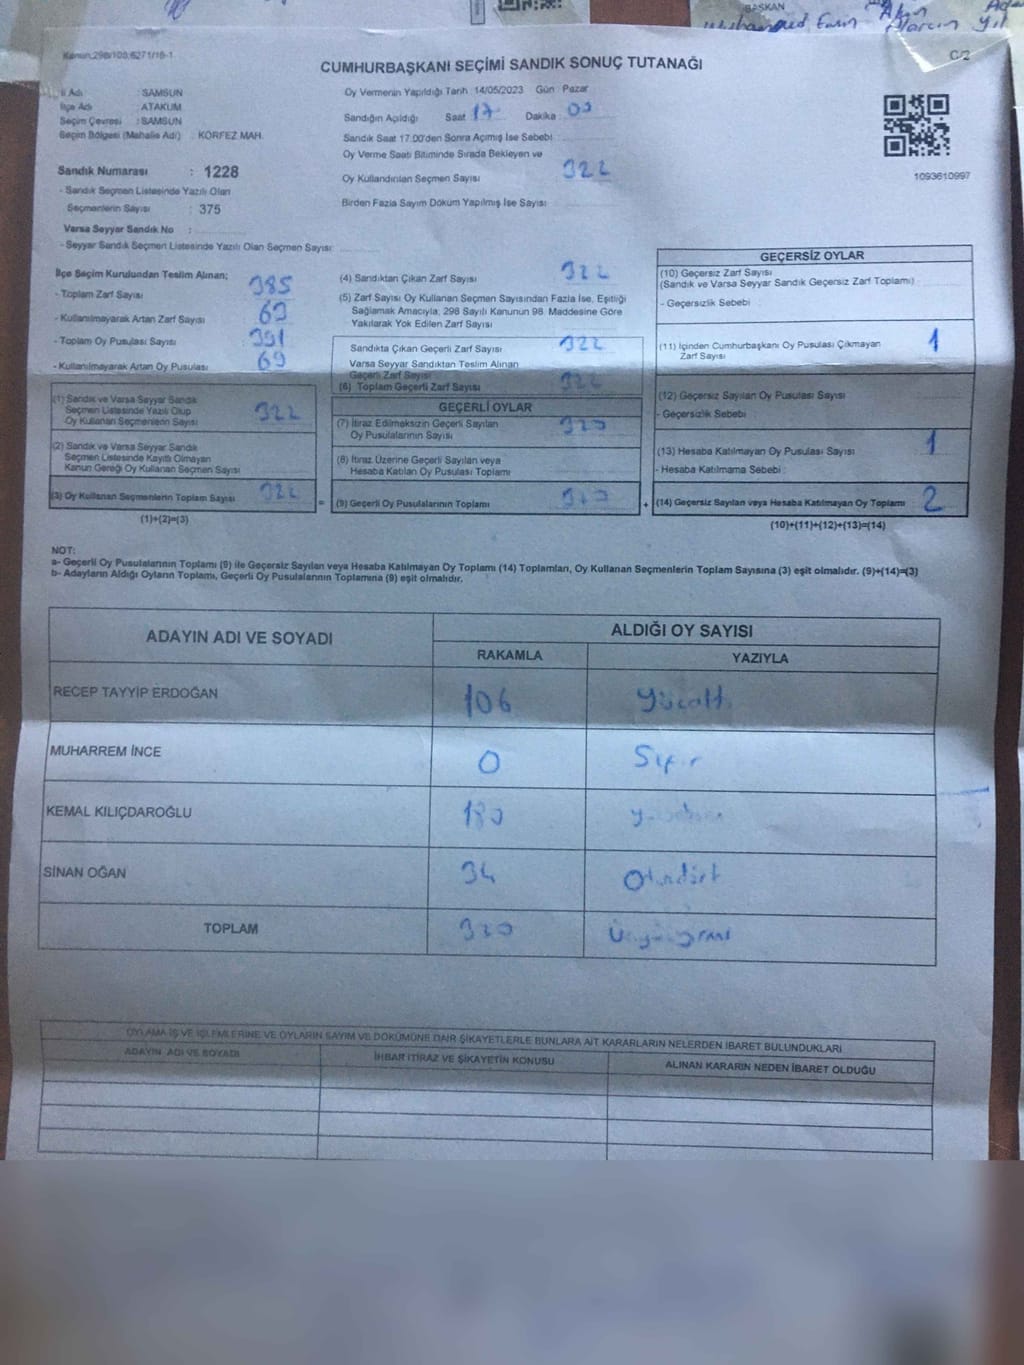 BAŞKAN
Kanun.298/108,6271/16-1
C/2
CUMHURBAŞKANI SEÇİMİ SANDIK SONUÇ TUTANAĞI
İl Adı : SAMSUN
İlçe Adı : ATAKUM
Seçim Çevresi : SAMSUN
Seçim Bölgesi (Mahalle Adı) : KÖRFEZ MAH.
Sandık Numarası : 1228
- Sandık Seçmen Listesinde Yazılı Olan
Seçmenlerin Sayısı : 375
Varsa Seyyar Sandık No :
- Seyyar Sandık Seçmen Listesinde Yazılı Olan Seçmen Sayısı:
Oy Vermenin Yapıldığı Tarih :14/05/2023 Gün : Pazar
Sandığın Açıldığı Saat : 17 Dakika : 00
Sandık Saat 17.00'den Sonra Açılmış İse Sebebi :
Oy Verme Saati Bitiminde Sırada Bekleyen ve
Oy Kullandırılan Seçmen Sayısı : 322
Birden Fazla Sayım Döküm Yapılmış İse Sayısı :
1093610997
İlçe Seçim Kurulundan Teslim Alınan;
- Toplam Zarf Sayısı : 385
- Kullanılmayarak Artan Zarf Sayısı : 63
- Toplam Oy Pusulası Sayısı : 391
- Kullanılmayarak Artan Oy Pusulası : 69
(1) Sandık ve Varsa Seyyar Sandık
Seçmen Listesinde Yazılı Olup
Oy Kullanan Seçmenlerin Sayısı : 322
(2) Sandık ve Varsa Seyyar Sandık
Seçmen Listesinde Kayıtlı Olmayan
Kanun Gereği Oy Kullanan Seçmen Sayısı :
(3) Oy Kullanan Seçmenlerin Toplam Sayısı : 322
(1)+(2)=(3)
(4) Sandıktan Çıkan Zarf Sayısı : 322
(5) Zarf Sayısı Oy Kullanan Seçmen Sayısından Fazla İse, Eşitliği
Sağlamak Amacıyla, 298 Sayılı Kanunun 98. Maddesine Göre
Yakılarak Yok Edilen Zarf Sayısı :
Sandıkta Çıkan Geçerli Zarf Sayısı : 322
Varsa Seyyar Sandıktan Teslim Alınan
Geçerli Zarf Sayısı :
(6) Toplam Geçerli Zarf Sayısı : 322
GEÇERLİ OYLAR
(7) İtiraz Edilmeksizin Geçerli Sayılan
Oy Pusulalarının Sayısı : 320
(8) İtiraz Üzerine Geçerli Sayılan veya
Hesaba Katılan Oy Pusulası Toplamı :
(9) Geçerli Oy Pusulalarının Toplamı : 320
GEÇERSİZ OYLAR
(10) Geçersiz Zarf Sayısı
(Sandık ve Varsa Seyyar Sandık Geçersiz Zarf Toplamı) :
- Geçersizlik Sebebi :
(11) İçinden Cumhurbaşkanı Oy Pusulası Çıkmayan
Zarf Sayısı : 1
(12) Geçersiz Sayılan Oy Pusulası Sayısı :
- Geçersizlik Sebebi :
(13) Hesaba Katılmayan Oy Pusulası Sayısı : 1
- Hesaba Katılmama Sebebi :
(14) Geçersiz Sayılan veya Hesaba Katılmayan Oy Toplamı : 2
(10)+(11)+(12)+(13)=(14)
NOT:
a- Geçerli Oy Pusulalarının Toplamı (9) ile Geçersiz Sayılan veya Hesaba Katılmayan Oy Toplamı (14) Toplamları, Oy Kullanan Seçmenlerin Toplam Sayısına (3) eşit olmalıdır. (9)+(14)=(3)
b- Adayların Aldığı Oyların Toplamı, Geçerli Oy Pusulalarının Toplamına (9) eşit olmalıdır.
ADAYIN ADI VE SOYADI ALDIĞI OY SAYISI
RAKAMLA YAZIYLA
RECEP TAYYİP ERDOĞAN 106 Yüzaltı
MUHARREM İNCE 0 Sıfır
KEMAL KILIÇDAROĞLU 180
SİNAN OĞAN 34 Otuzdört
TOPLAM 320 Üçyüzyirmi
OYLAMA İŞ VE İŞLEMLERİNE VE OYLARIN SAYIM VE DÖKÜMÜNE DAİR ŞİKAYETLERLE BUNLARA AİT KARARLARIN NELERDEN İBARET BULUNDUKLARI
ADAYIN ADI VE SOYADI İHBAR İTİRAZ VE ŞİKAYETİN KONUSU ALINAN KARARIN NEDEN İBARET OLDUĞU